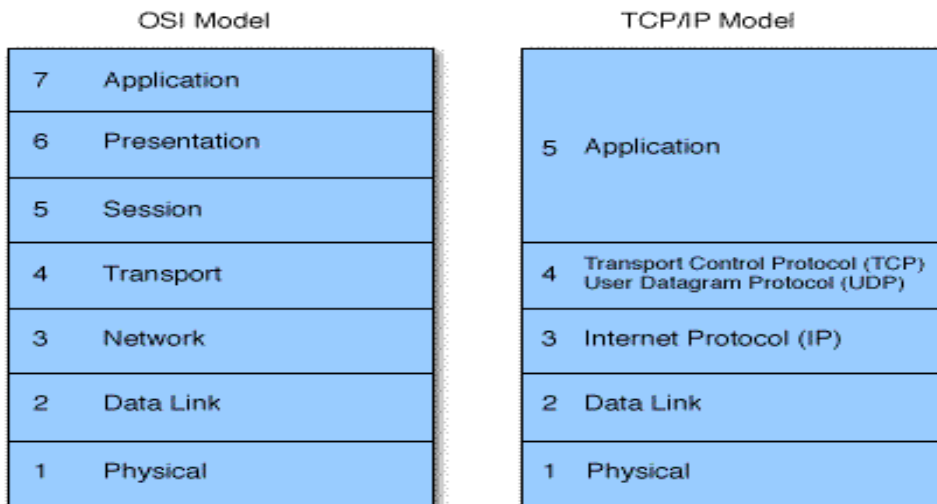 OSI Model
7 Application
6 Presentation
5 Session
4 Transport
3 Network
2 Data Link
1 Physical
TCP/IP Model
5 Application
4 Transport Control Protocol (TCP)
User Datagram Protocol (UDP)
3 Internet Protocol (IP)
2 Data Link
1 Physical